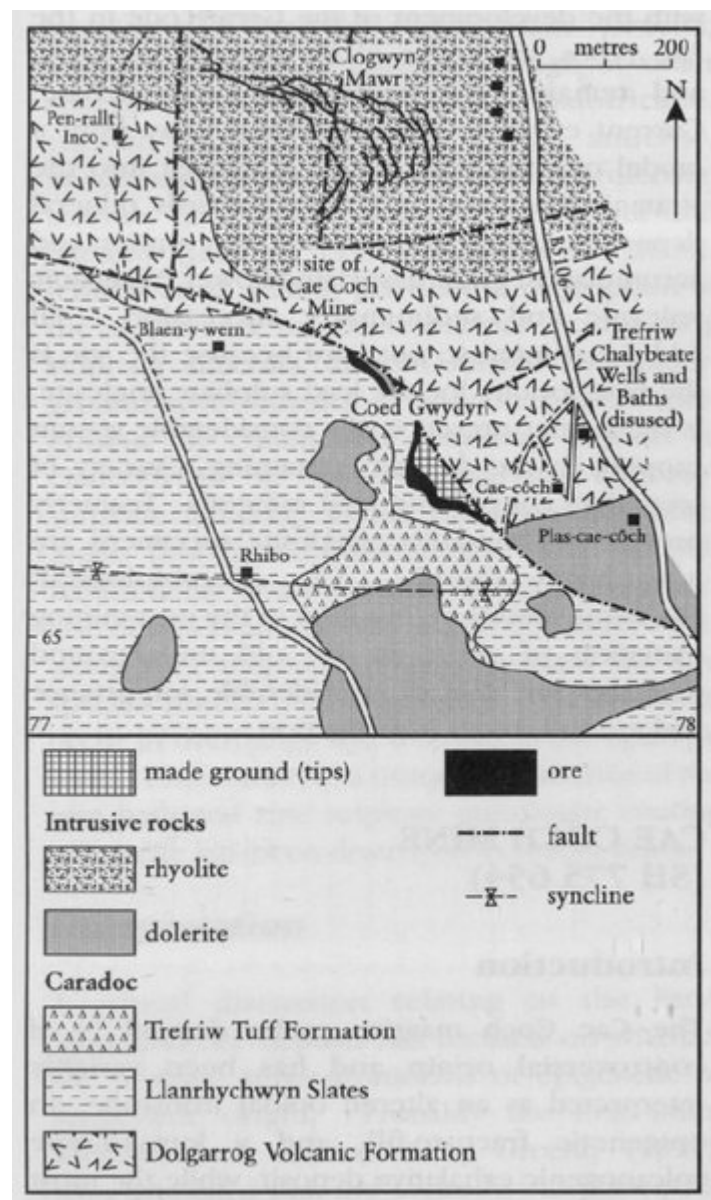 Clogwyn
Mawr
0 metres 200
N
Pen-rallt
Inco
B5106
site of
Cae Coch
Mine
Blaen-y-wern
Trefriw
Chalybeate
Wells and
Baths
(disused)
Coed Gwydyr
Cae-côch
Plas-cae-côch
Rhibo
65
77
78
made ground (tips)
ore
Intrusive rocks
fault
rhyolite
syncline
dolerite
Caradoc
Trefriw Tuff Formation
Llanrhychwyn Slates
Dolgarrog Volcanic Formation